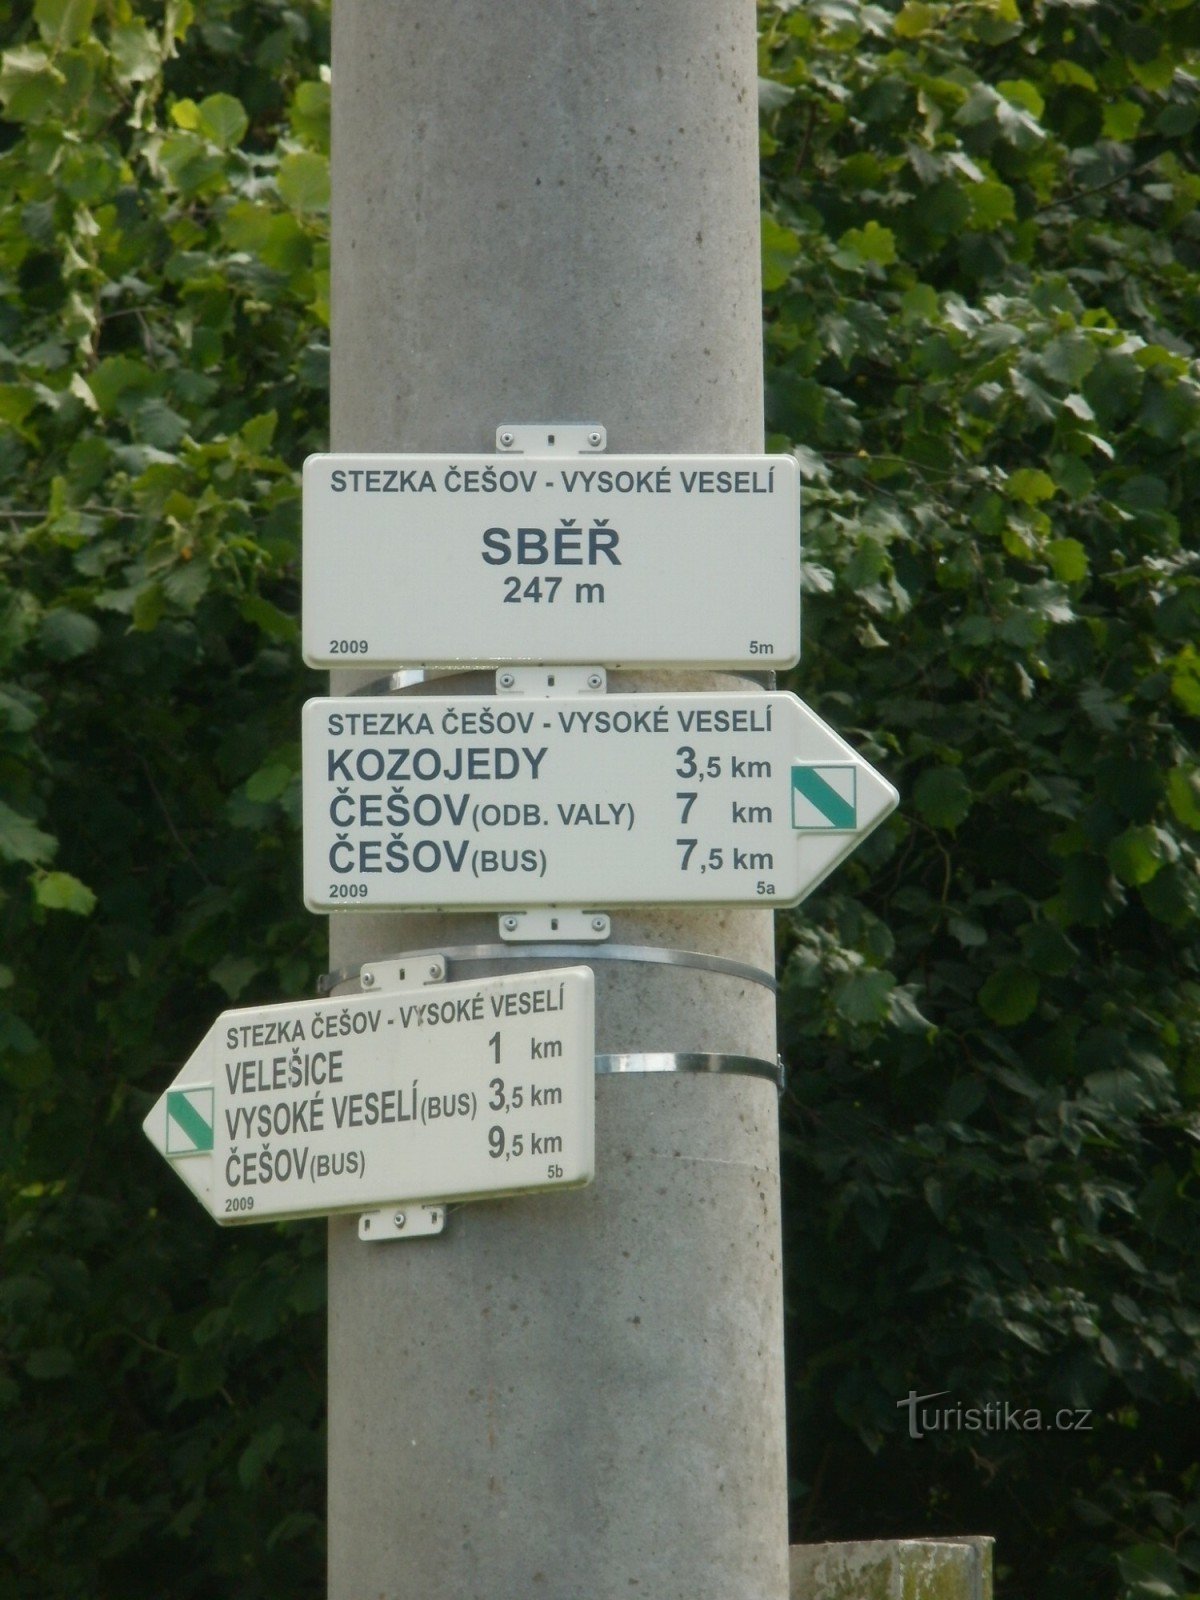 STEZKA ČEŠOV - VYSOKÉ VESELÍ
SBĚŘ
247 m
2009 5m
STEZKA ČEŠOV - VYSOKÉ VESELÍ
KOZOJEDY 3,5 km
ČEŠOV(ODB. VALY) 7 km
ČEŠOV(BUS) 7,5 km
2009 5a
STEZKA ČEŠOV - VYSOKÉ VESELÍ
VELEŠICE 1 km
VYSOKÉ VESELÍ(BUS) 3,5 km
ČEŠOV(BUS) 9,5 km
2009 5b
Turistika.cz